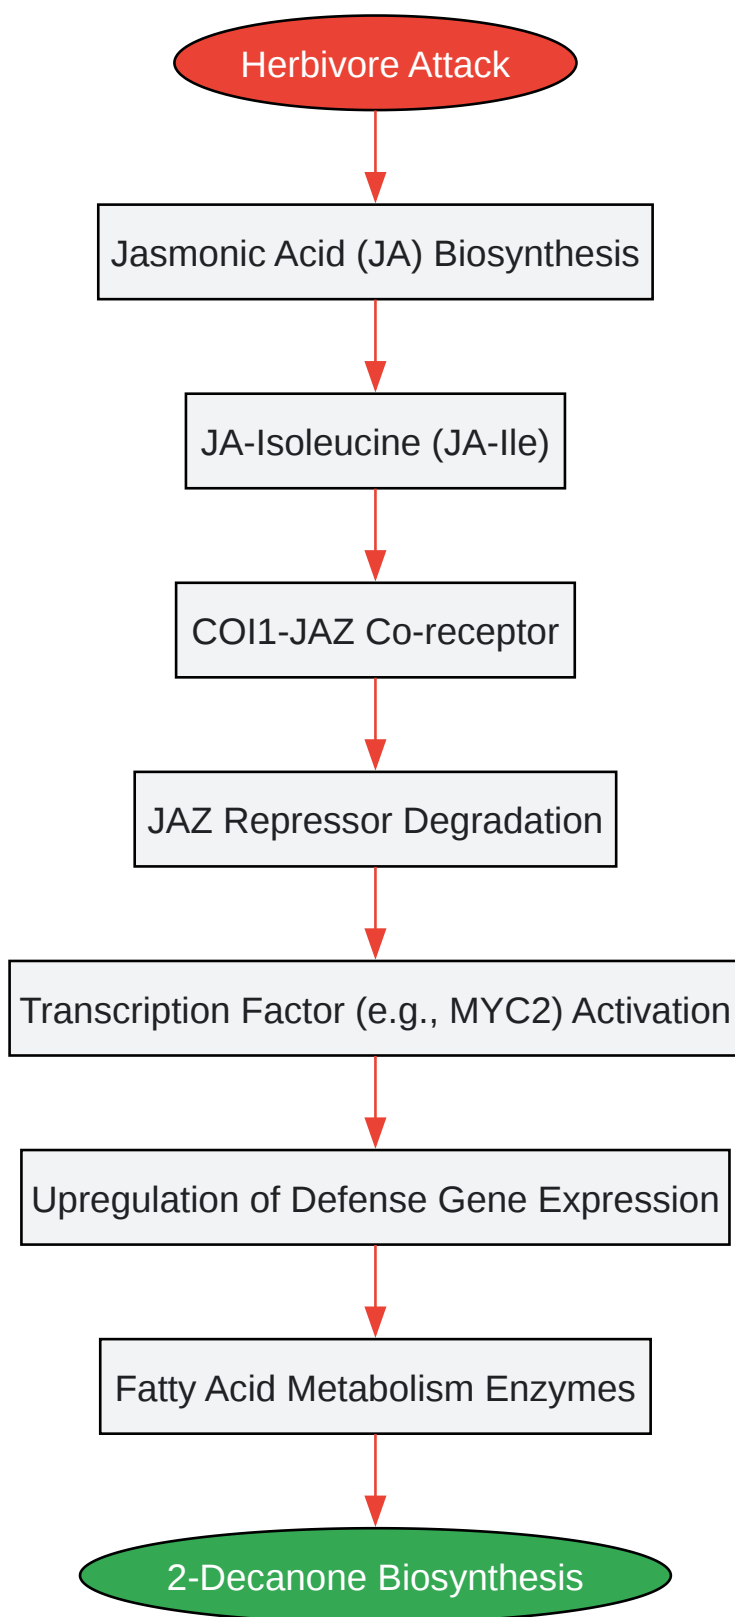 Herbivore Attack
Jasmonic Acid (JA) Biosynthesis
JA-Isoleucine (JA-Ile)
COI1-JAZ Co-receptor
JAZ Repressor Degradation
Transcription Factor (e.g., MYC2) Activation
Upregulation of Defense Gene Expression
Fatty Acid Metabolism Enzymes
2-Decanone Biosynthesis